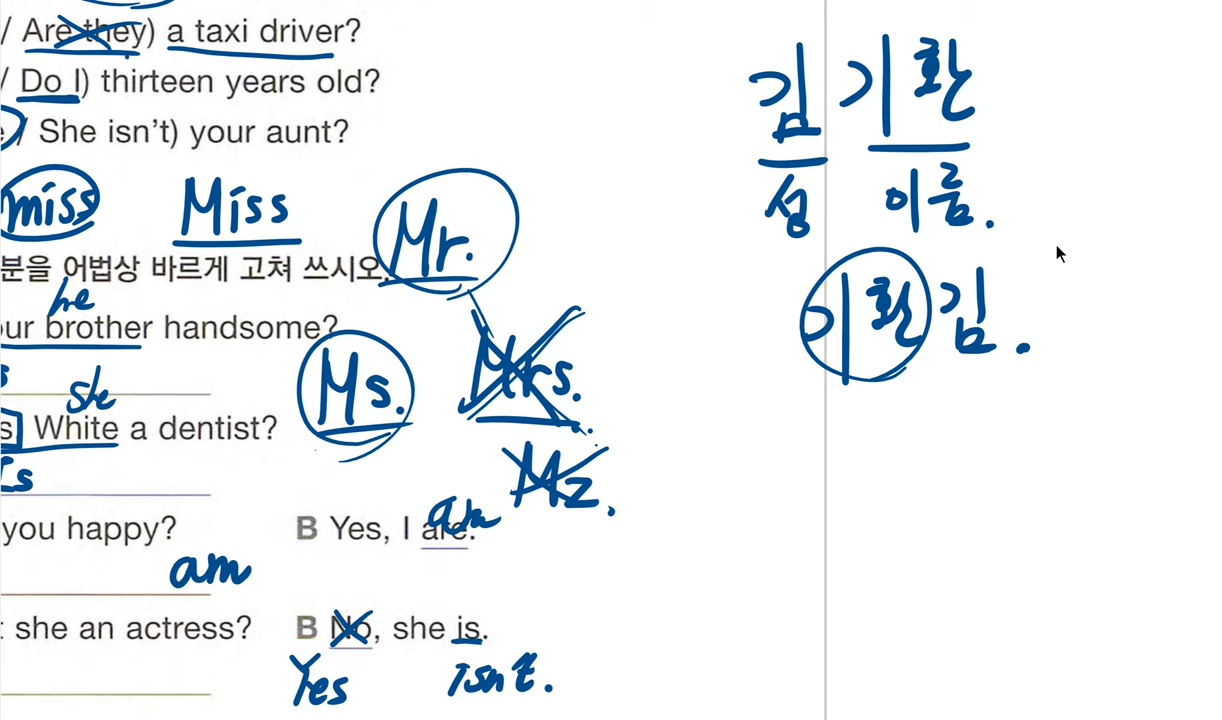 / Are they) a taxi driver?
/ Do I) thirteen years old?
/ She isn't) your aunt?
miss Miss Mr.
분을 어법상 바르게 고쳐 쓰시오.
he
our brother handsome?
Ms. Mrs.
she
s. White a dentist?
Is
Mz.
you happy? B Yes, I are.
am
am
she an actress? B No, she is.
Yes isn't.
김 기환
성 이름.
기환 김.